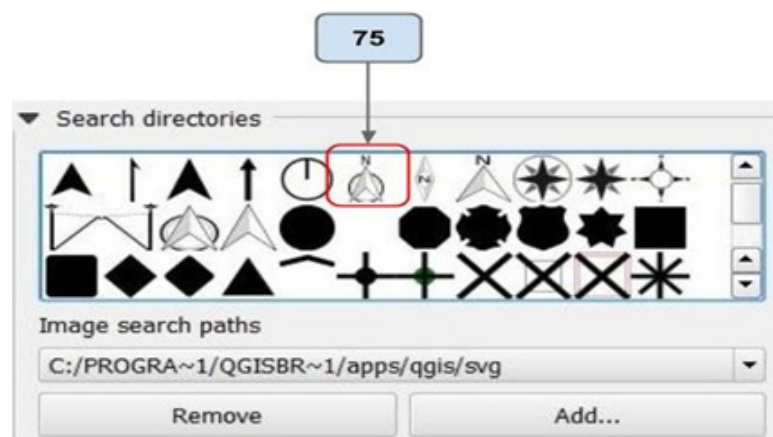 75
Search directories
N N
N
Image search paths
C:/PROGRA~1/QGISBR~1/apps/qgis/svg
Remove Add...